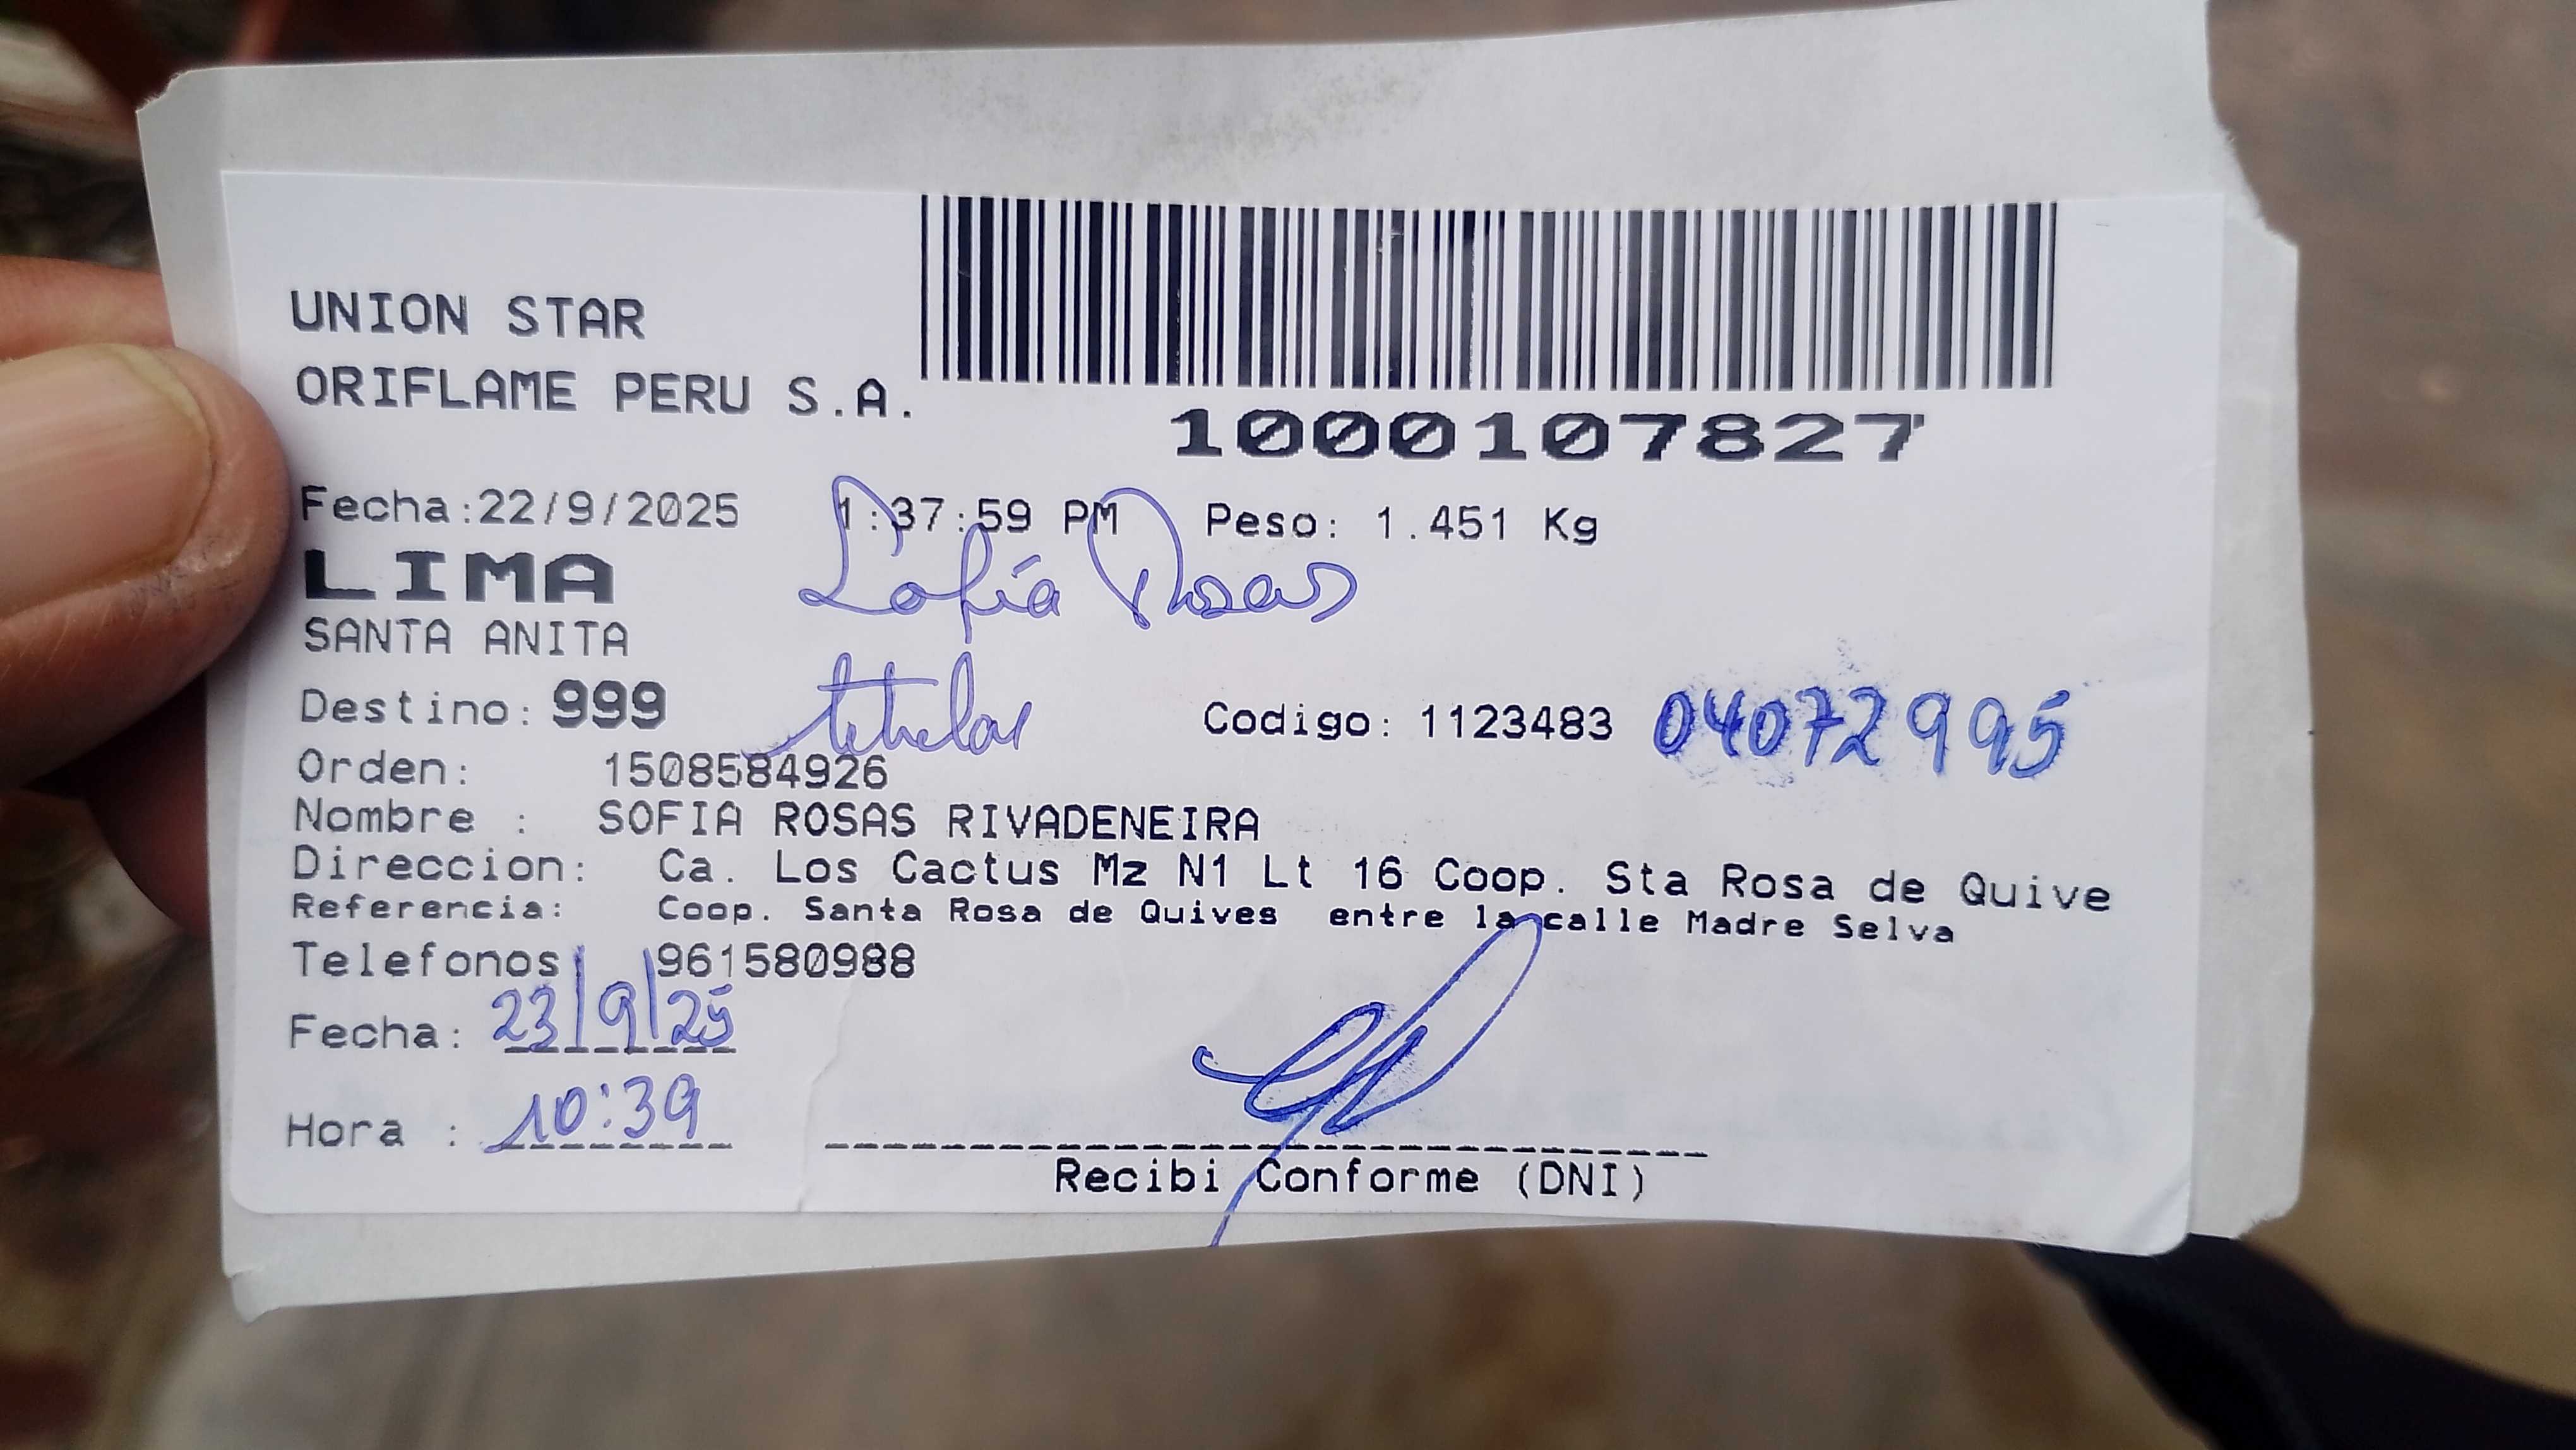 UNION STAR
ORIFLAME PERU S.A.
1000107827
Fecha:22/9/2025 1:37:59 PM Peso: 1.451 Kg
LIMA
Sofía Rosas
SANTA ANITA
titular
Destino: 999 Codigo: 1123483 04072995
Orden: 1508584926
Nombre : SOFIA ROSAS RIVADENEIRA
Direccion: Ca. Los Cactus Mz N1 Lt 16 Coop. Sta Rosa de Quive
Referencia: Coop. Santa Rosa de Quives entre la calle Madre Selva
Telefonos 961580988
Fecha: 23/9/25
Hora : 10:39
Recibi Conforme (DNI)